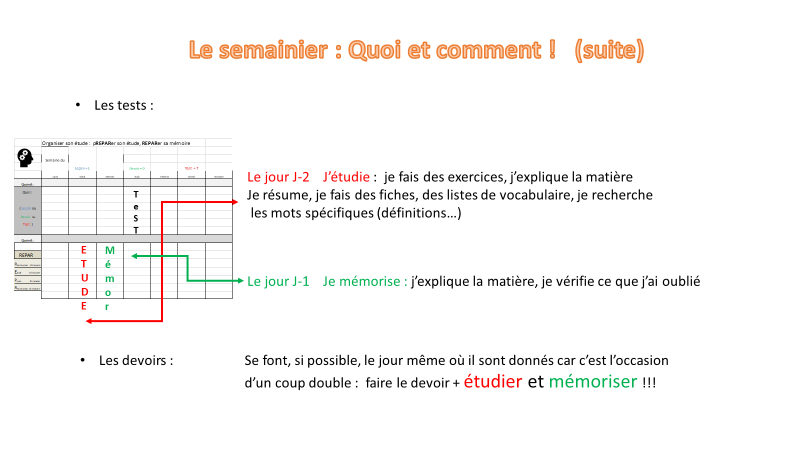 Le semainier : Quoi et comment ! (suite)
• Les tests :
Organiser son étude : pREPARer son étude, REPARer sa mémoire
Semaine du
TesT
REPAR
ETUDE
Mémor
Le jour J-2 J’étudie : je fais des exercices, j’explique la matière
Je résume, je fais des fiches, des listes de vocabulaire, je recherche
les mots spécifiques (définitions…)
Le jour J-1 Je mémorise : j’explique la matière, je vérifie ce que j’ai oublié
• Les devoirs : Se font, si possible, le jour même où il sont donnés car c’est l’occasion
d’un coup double : faire le devoir + étudier et mémoriser !!!